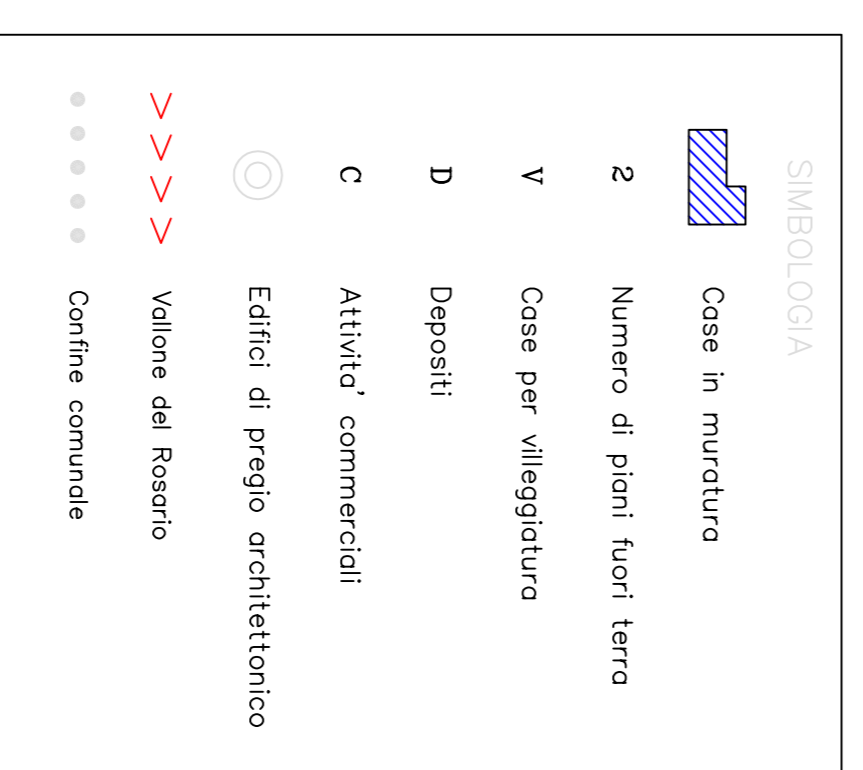 SIMBOLOGIA
Case in muratura
2 Numero di piani fuori terra
V Case per villeggiatura
D Depositi
C Attivita' commerciali
Edifici di pregio architettonico
> > > > Vallone del Rosario
Confine comunale